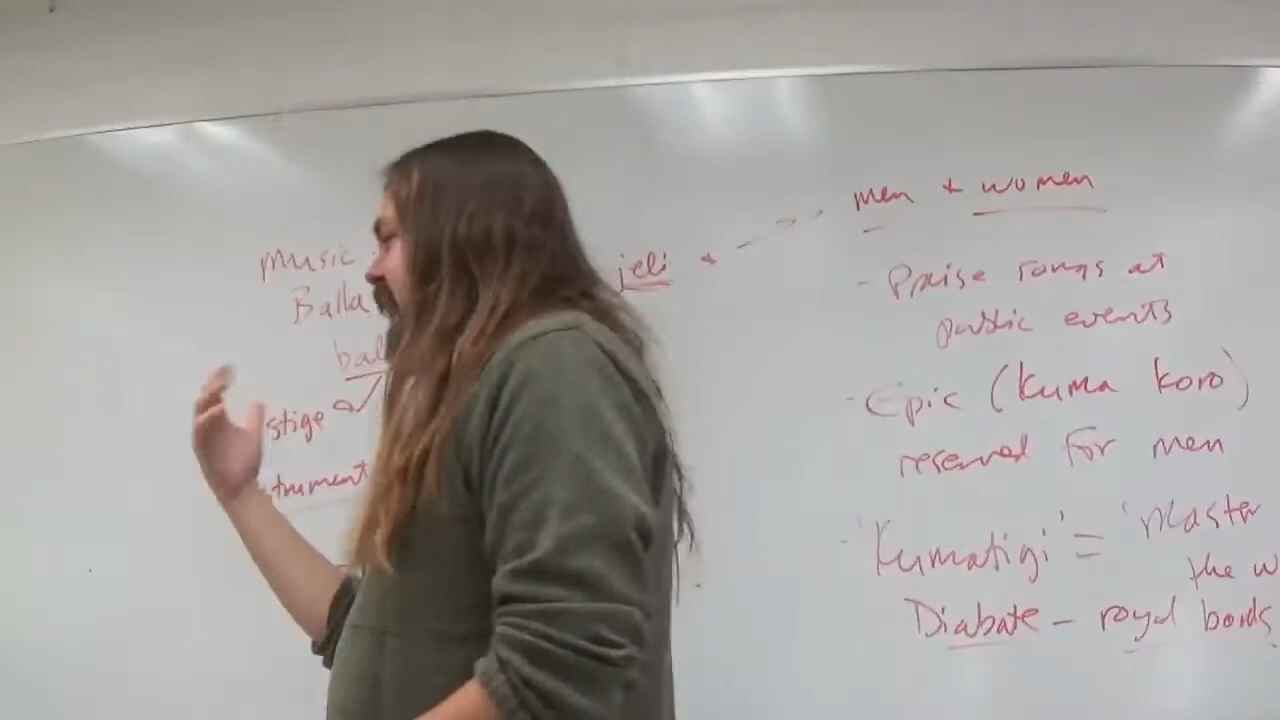 men + women
music
jeli
Balla
- Praise songs at
public events
bal
stige
- Epic (Kuma koro)
reserved for men
trument
'Kumatigi' = 'Master
the w
Diabate - royal bards